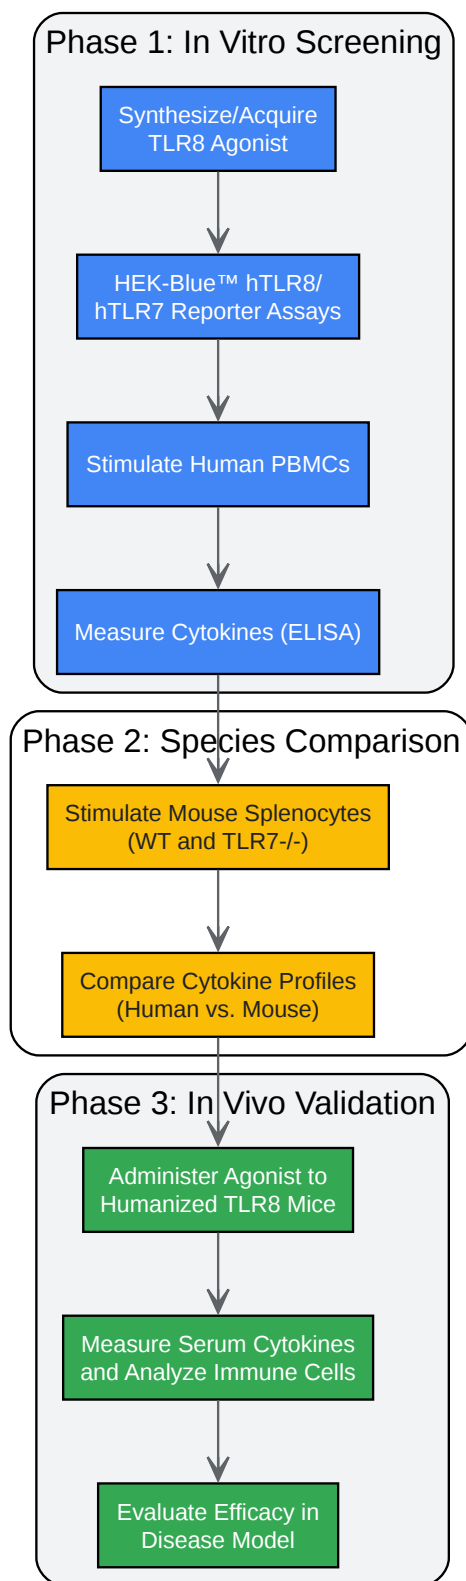 Phase 1: In Vitro Screening
Synthesize/Acquire
TLR8 Agonist
HEK-Blue™ hTLR8/
hTLR7 Reporter Assays
Stimulate Human PBMCs
Measure Cytokines (ELISA)
Phase 2: Species Comparison
Stimulate Mouse Splenocytes
(WT and TLR7-/-)
Compare Cytokine Profiles
(Human vs. Mouse)
Phase 3: In Vivo Validation
Administer Agonist to
Humanized TLR8 Mice
Measure Serum Cytokines
and Analyze Immune Cells
Evaluate Efficacy in
Disease Model